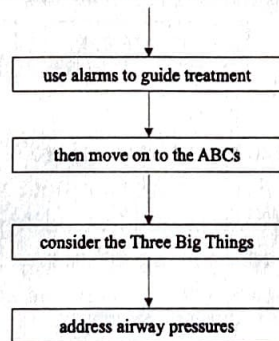 use alarms to guide treatment
then move on to the ABCs
consider the Three Big Things
address airway pressures